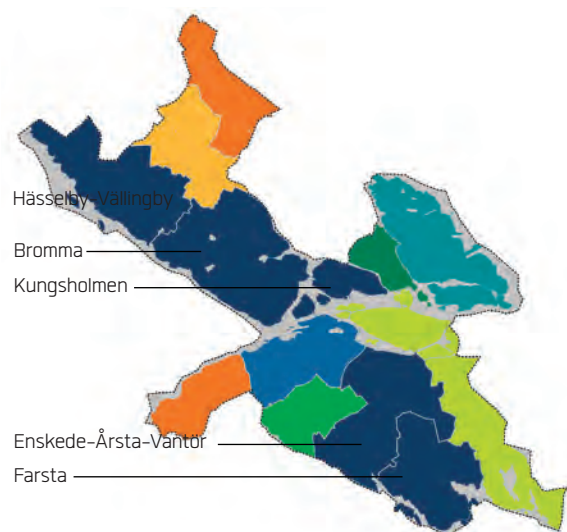 Hässelby-Vällingby
Bromma
Kungsholmen
Enskede-Årsta-Vantör
Farsta